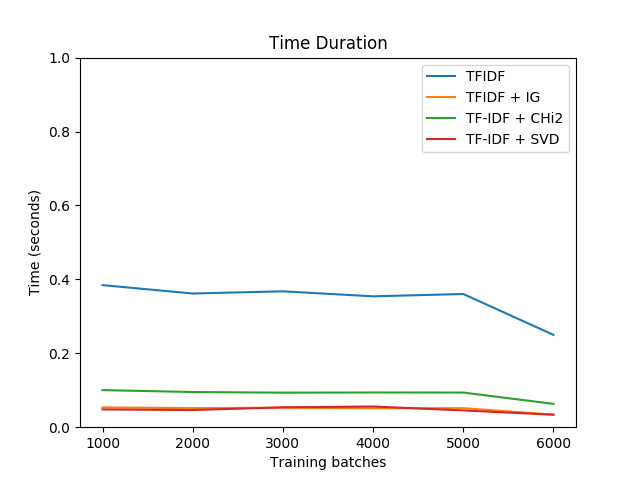 Time Duration
1.0
0.8
0.6
0.4
0.2
0.0
Time (seconds)
TFIDF
TFIDF + IG
TF-IDF + CHi2
TF-IDF + SVD
1000 2000 3000 4000 5000 6000
Training batches